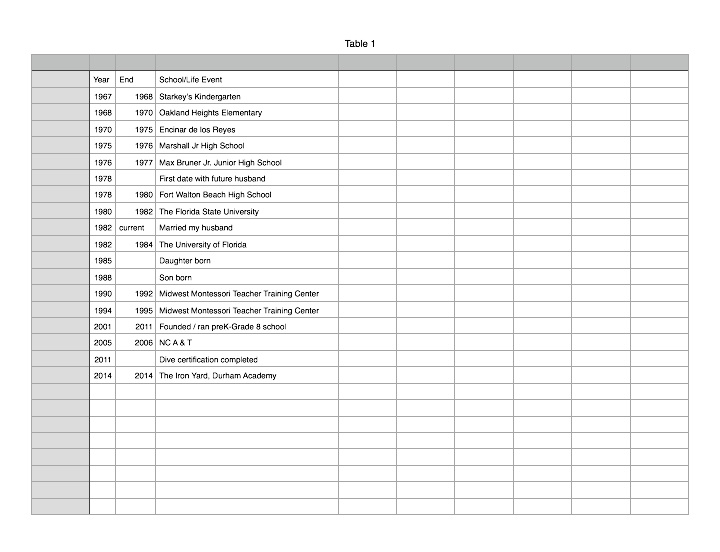 Table 1
Year End School/Life Event
1967 1968 Starkey's Kindergarten
1968 1970 Oakland Heights Elementary
1970 1975 Encinar de los Reyes
1975 1976 Marshall Jr High School
1976 1977 Max Bruner Jr. Junior High School
1978 First date with future husband
1978 1980 Fort Walton Beach High School
1980 1982 The Florida State University
1982 current Married my husband
1982 1984 The University of Florida
1985 Daughter born
1988 Son born
1990 1992 Midwest Montessori Teacher Training Center
1994 1995 Midwest Montessori Teacher Training Center
2001 2011 Founded / ran preK-Grade 8 school
2005 2006 NC A & T
2011 Dive certification completed
2014 2014 The Iron Yard, Durham Academy